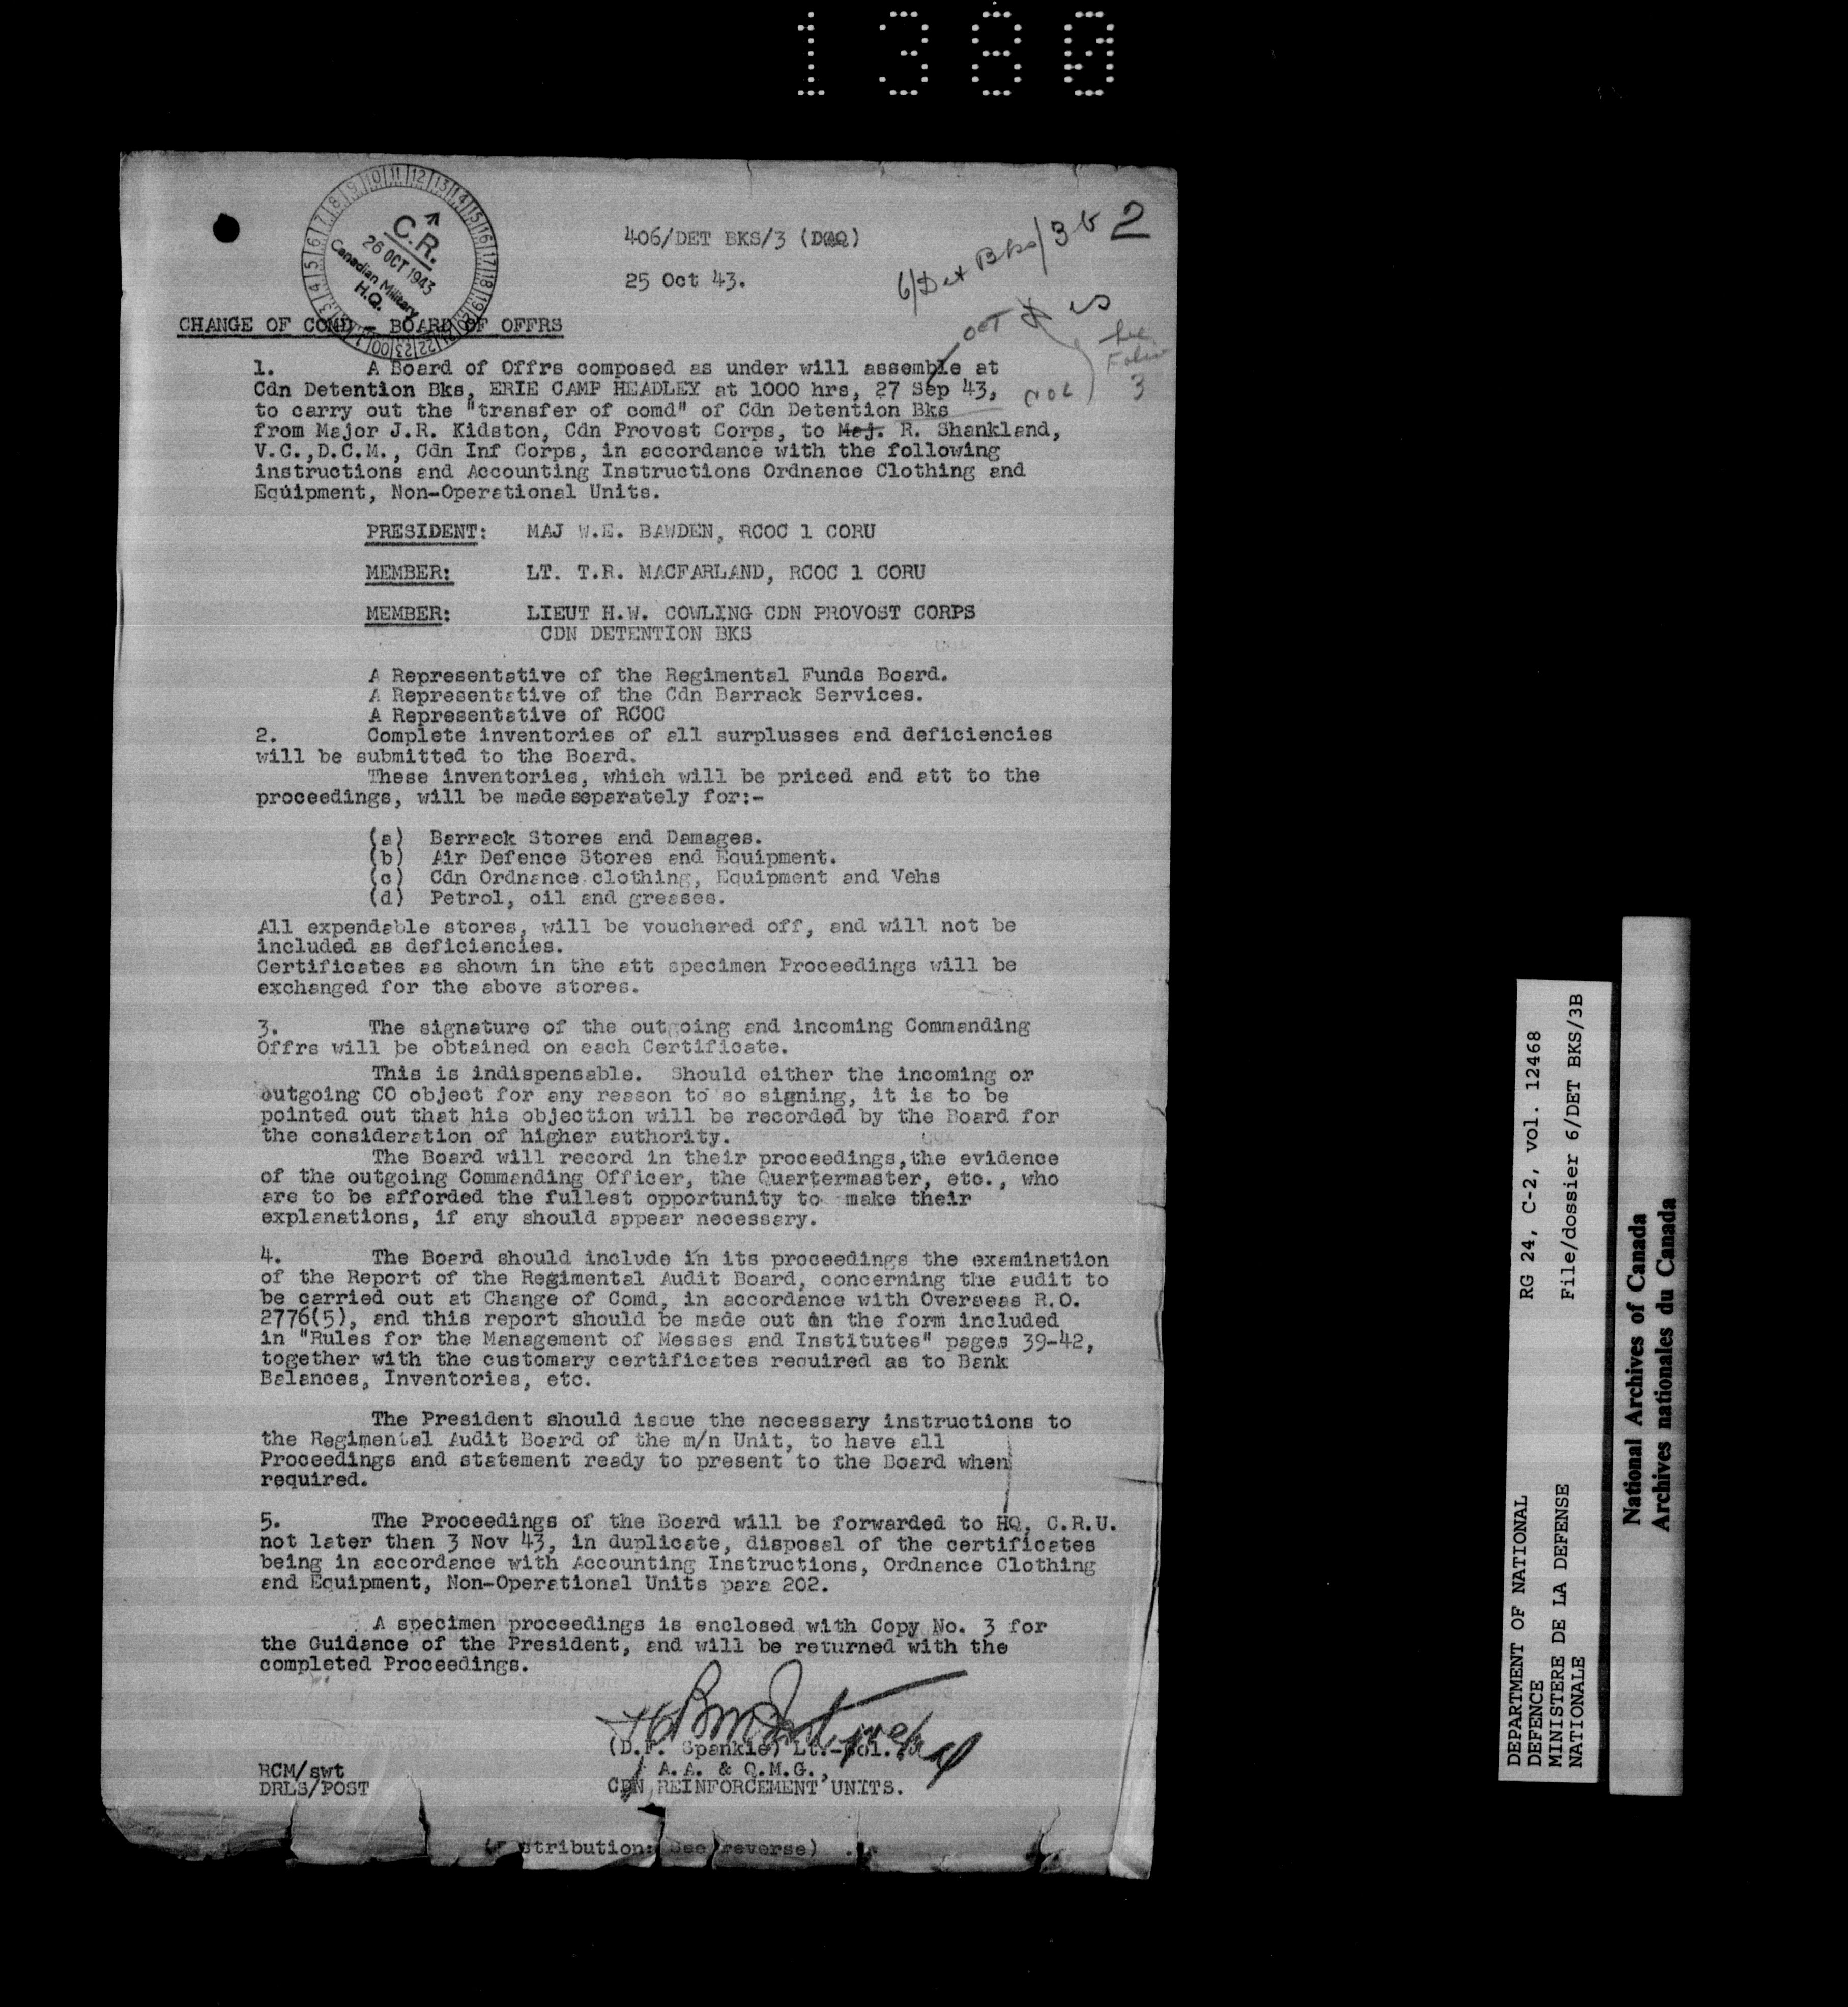 1380
C.R.
26 OCT 1943
Canadian Military
H.Q.
406/DET BKS/3 (DAQ)
25 Oct 43.
6/Det Bks/3b 2
CHANGE OF COMD - BOARD OF OFFRS
OCT
see
Folio
3
1. A Board of Offrs composed as under will assemble at
Cdn Detention Bks, ERIE CAMP HEADLEY at 1000 hrs, 27 Sep 43,
to carry out the "transfer of comd" of Cdn Detention Bks
from Major J.R. Kidston, Cdn Provost Corps, to Maj. R. Shankland,
V.C.,D.C.M., Cdn Inf Corps, in accordance with the following
instructions and Accounting Instructions Ordnance Clothing and
Equipment, Non-Operational Units.
PRESIDENT: MAJ W.E. BAWDEN, RCOC 1 CORU
MEMBER: LT. T.R. MACFARLAND, RCOC 1 CORU
MEMBER: LIEUT H.W. COWLING CDN PROVOST CORPS
CDN DETENTION BKS
A Representative of the Regimental Funds Board.
A Representative of the Cdn Barrack Services.
A Representative of RCOC
2. Complete inventories of all surplusses and deficiencies
will be submitted to the Board.
These inventories, which will be priced and att to the
proceedings, will be made separately for:-
(a) Barrack Stores and Damages.
(b) Air Defence Stores and Equipment.
(c) Cdn Ordnance clothing, Equipment and Vehs
(d) Petrol, oil and greases.
All expendable stores, will be vouchered off, and will not be
included as deficiencies.
Certificates as shown in the att specimen Proceedings will be
exchanged for the above stores.
3. The signature of the outgoing and incoming Commanding
Offrs will be obtained on each Certificate.
This is indispensable. Should either the incoming or
outgoing CO object for any reason to so signing, it is to be
pointed out that his objection will be recorded by the Board for
the consideration of higher authority.
The Board will record in their proceedings,the evidence
of the outgoing Commanding Officer, the Quartermaster, etc., who
are to be afforded the fullest opportunity to make their
explanations, if any should appear necessary.
4. The Board should include in its proceedings the examination
of the Report of the Regimental Audit Board, concerning the audit to
be carried out at Change of Comd, in accordance with Overseas R.O.
2776(5), and this report should be made out on the form included
in "Rules for the Management of Messes and Institutes" pages 39-42,
together with the customary certificates required as to Bank
Balances, Inventories, etc.
The President should issue the necessary instructions to
the Regimental Audit Board of the m/n Unit, to have all
Proceedings and statement ready to present to the Board when
required.
5. The Proceedings of the Board will be forwarded to HQ, C.R.U.
not later than 3 Nov 43, in duplicate, disposal of the certificates
being in accordance with Accounting Instructions, Ordnance Clothing
and Equipment, Non-Operational Units para 202.
A specimen proceedings is enclosed with Copy No. 3 for
the Guidance of the President, and will be returned with the
completed Proceedings.
(D.F. Spankie) Lt.-Col.
A.A. & Q.M.G.,
CDN REINFORCEMENT UNITS.
RCM/swt
DRLS/POST
stribution: See reverse)
DEPARTMENT OF NATIONAL
DEFENCE
MINISTERE DE LA DEFENSE
NATIONALE
RG 24, C-2, vol. 12468
File/dossier 6/DET BKS/3B
National Archives of Canada
Archives nationales du Canada